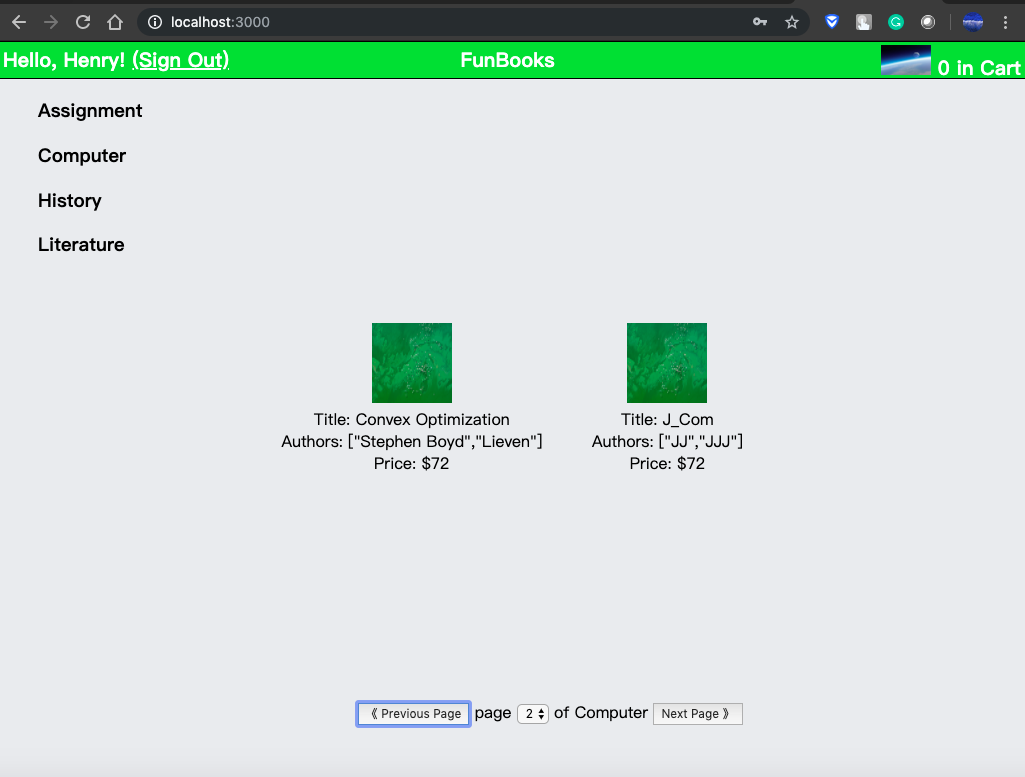 localhost:3000
Hello, Henry! (Sign Out)
FunBooks
0 in Cart
Assignment
Computer
History
Literature
Title: Convex Optimization
Authors: ["Stephen Boyd","Lieven"]
Price: $72
Title: J_Com
Authors: ["JJ","JJJ"]
Price: $72
《 Previous Page page 2 of Computer Next Page 》